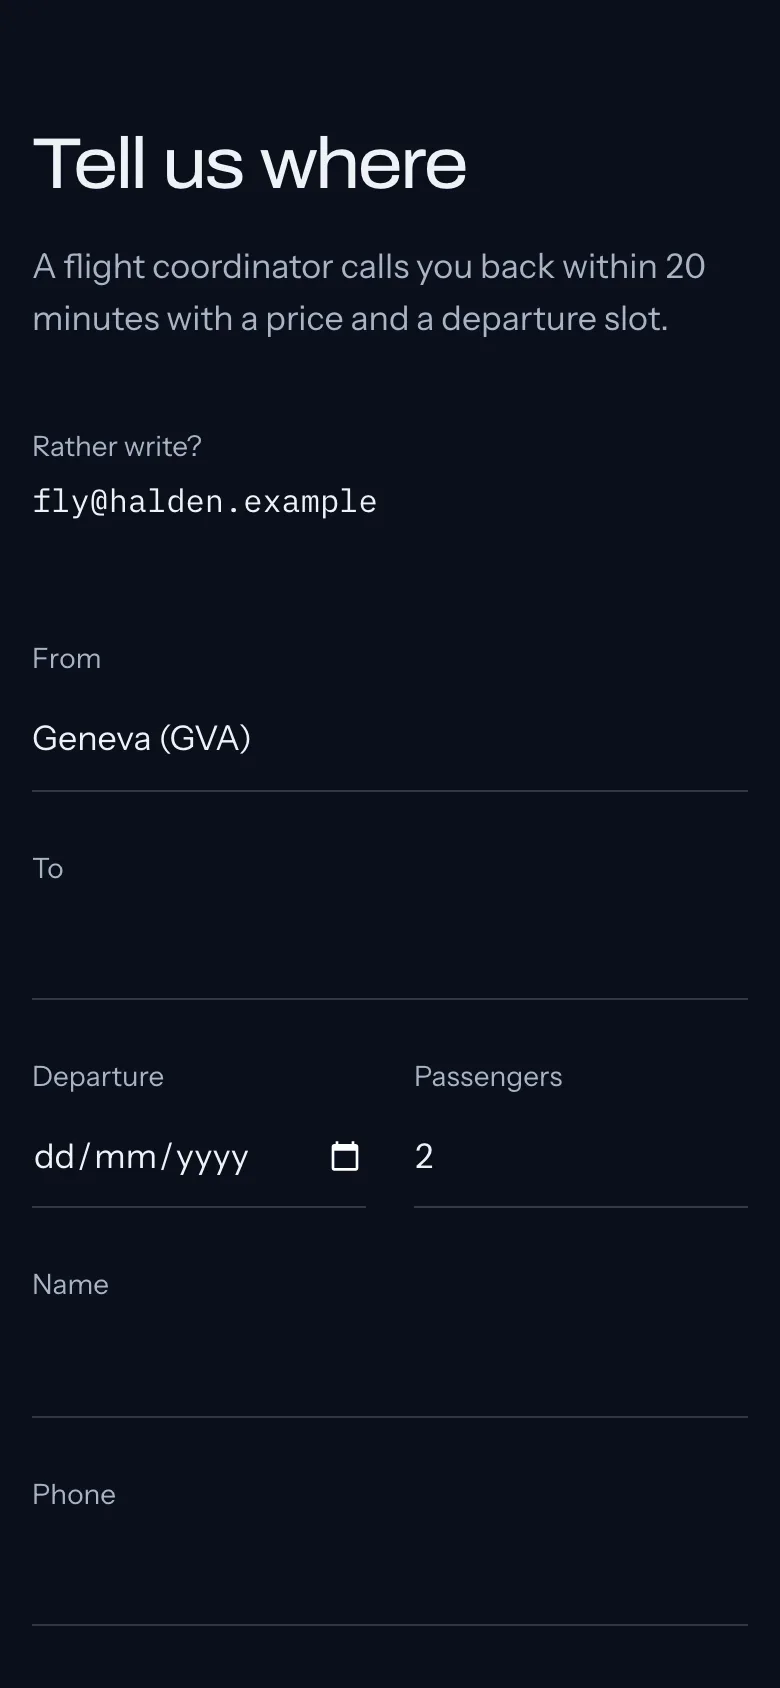 Tell us where
A flight coordinator calls you back within 20
minutes with a price and a departure slot.
Rather write?
fly@halden.example
From
Geneva (GVA)
To
Departure
Passengers
dd/mm/yyyy
2
Name
Phone